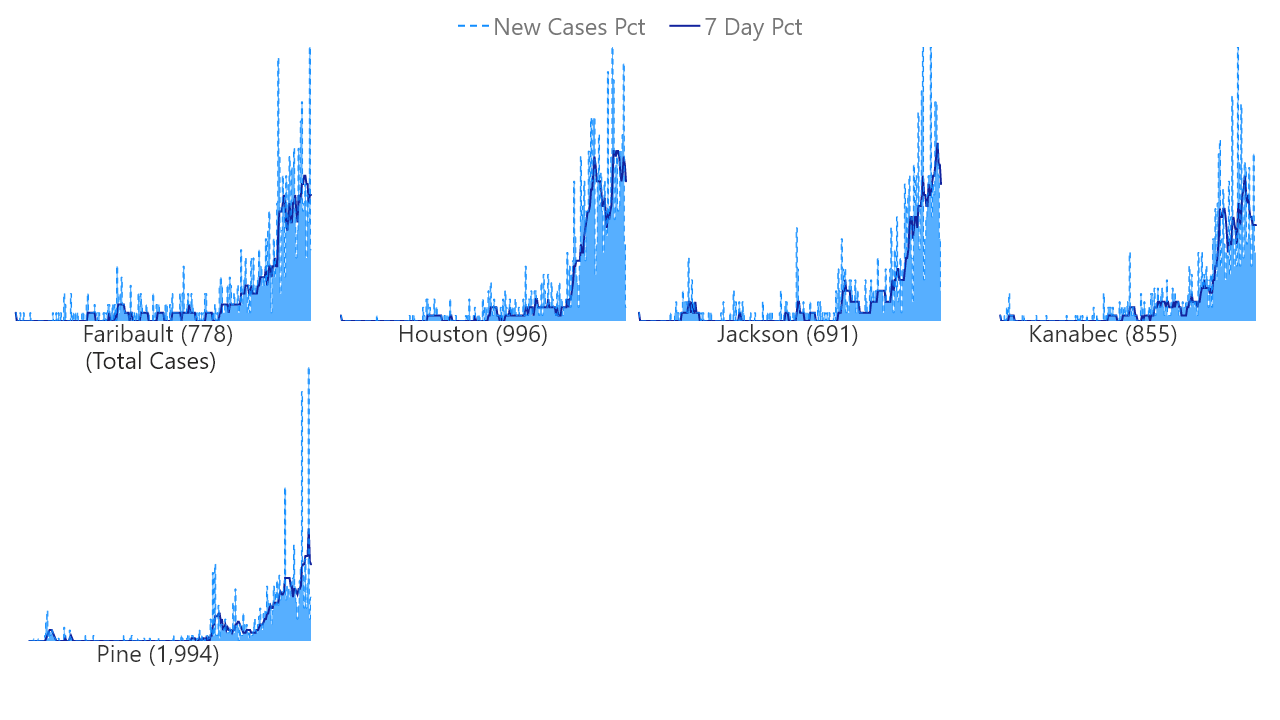 New Cases Pct
7 Day Pct
Faribault (778)
(Total Cases)
Houston (996)
Jackson (691)
Kanabec (855)
Pine (1,994)